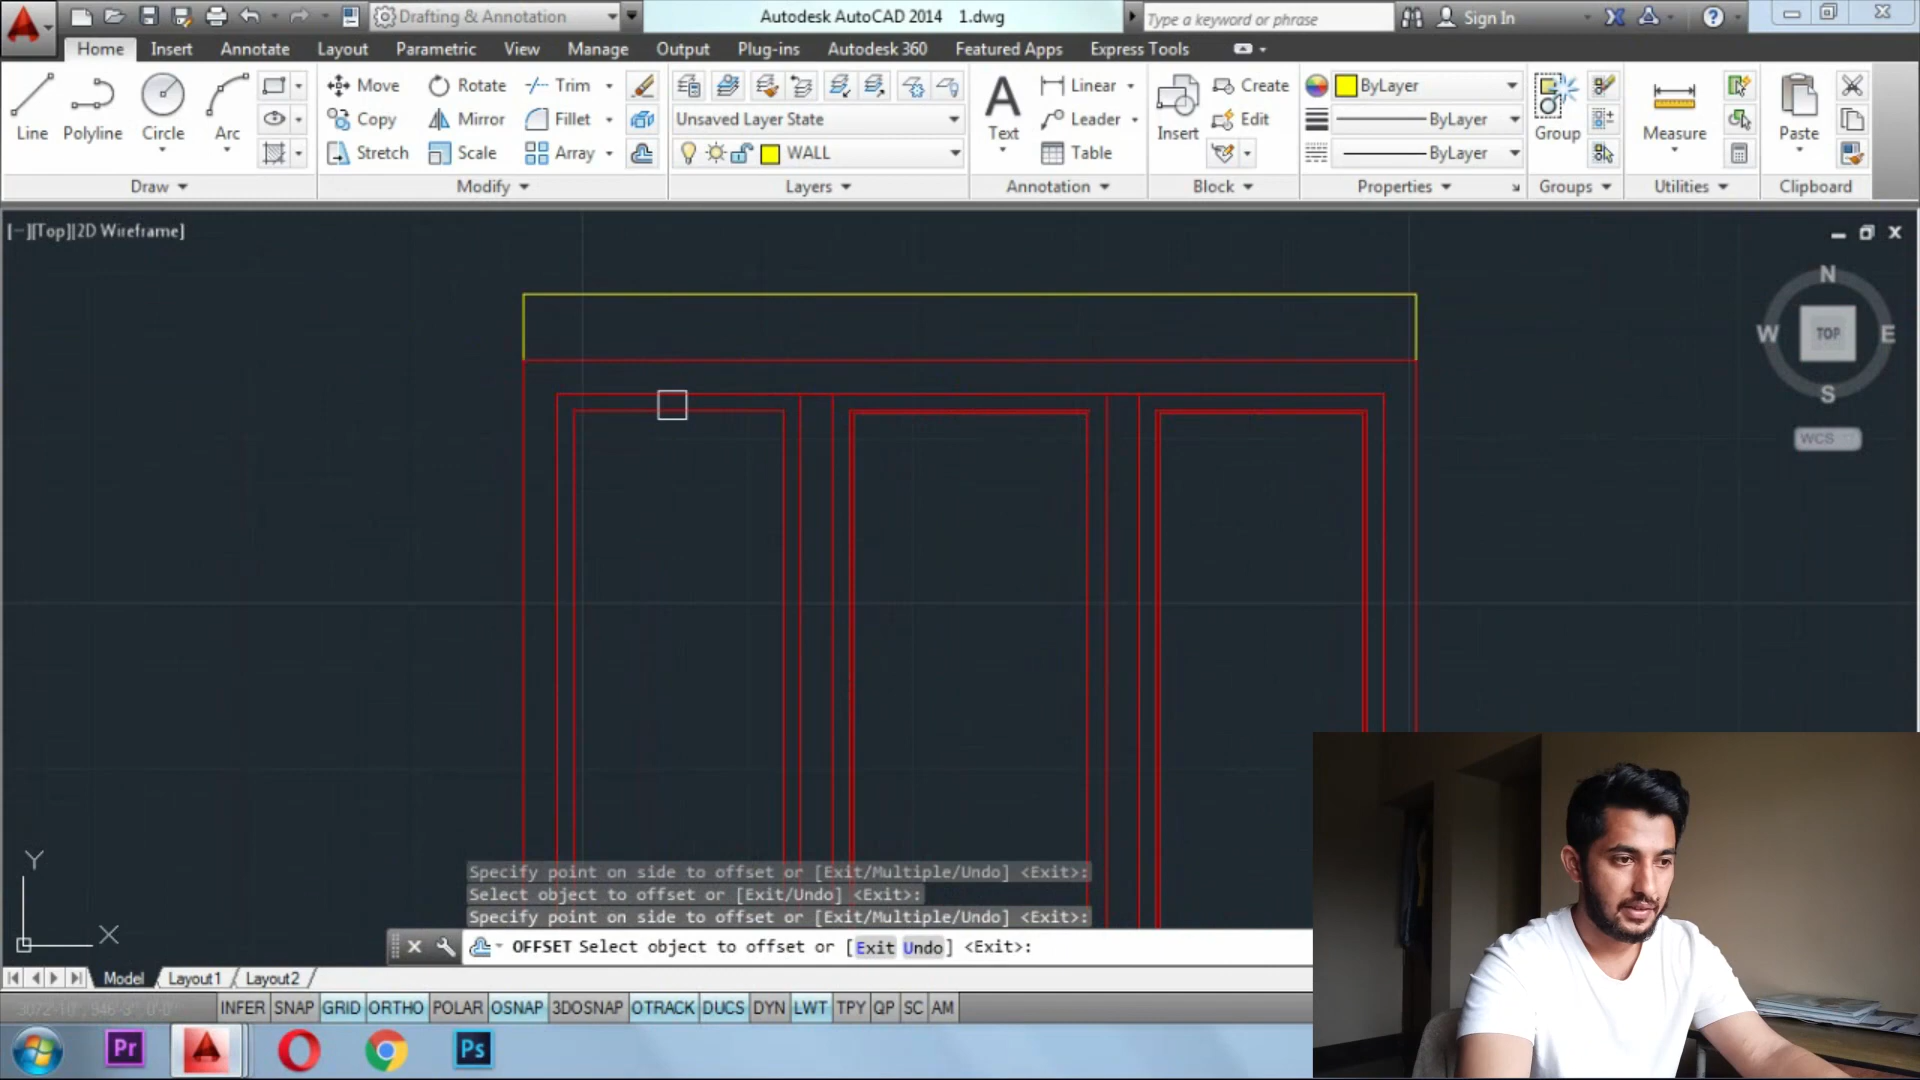 Drafting & Annotation
Autodesk AutoCAD 2014 1.dwg
Type a keyword or phrase
Sign In
Home Insert Annotate Layout Parametric View Manage Output Plug-ins Autodesk 360 Featured Apps Express Tools
Line
Polyline
Circle
Arc
Move
Rotate
Trim
Copy
Mirror
Fillet
Stretch
Scale
Array
Unsaved Layer State
WALL
Text
Linear
Leader
Table
Insert
Create
Edit
ByLayer
ByLayer
ByLayer
Group
Measure
Paste
Draw
Modify
Layers
Annotation
Block
Properties
Groups
Utilities
Clipboard
[−][Top][2D Wireframe]
N
W
TOP
E
S
WCS
Y
X
Specify point on side to offset or [Exit/Multiple/Undo] <Exit>:
Select object to offset or [Exit/Undo] <Exit>:
Specify point on side to offset or [Exit/Multiple/Undo] <Exit>:
OFFSET Select object to offset or [Exit Undo] <Exit>:
Model Layout1 Layout2
INFER SNAP GRID ORTHO POLAR OSNAP 3DOSNAP OTRACK DUCS DYN LWT TPY QP SC AM
Pr
Ps